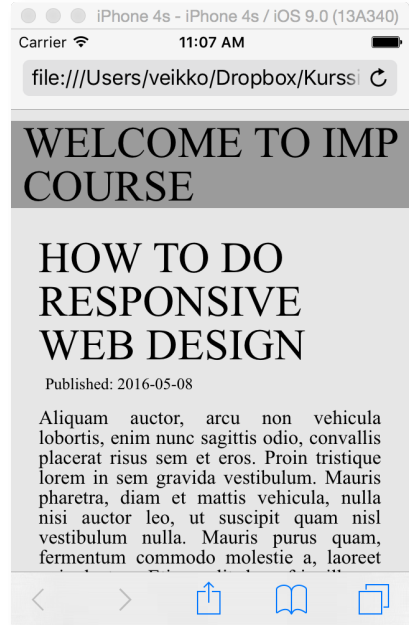 iPhone 4s - iPhone 4s / iOS 9.0 (13A340)
Carrier 11:07 AM
file:///Users/veikko/Dropbox/Kurssi
WELCOME TO IMP
COURSE
HOW TO DO
RESPONSIVE
WEB DESIGN
Published: 2016-05-08
Aliquam auctor, arcu non vehicula
lobortis, enim nunc sagittis odio, convallis
placerat risus sem et eros. Proin tristique
lorem in sem gravida vestibulum. Mauris
pharetra, diam et mattis vehicula, nulla
nisi auctor leo, ut suscipit quam nisl
vestibulum nulla. Mauris purus quam,
fermentum commodo molestie a, laoreet